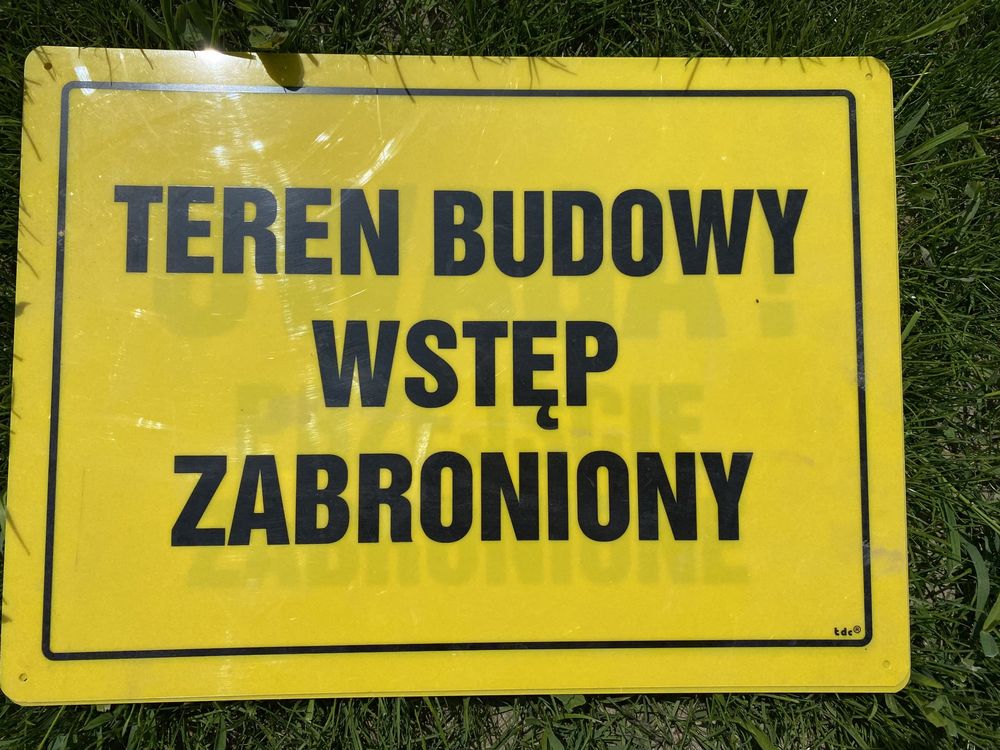 TEREN BUDOWY
WSTĘP
ZABRONIONY
tdc®